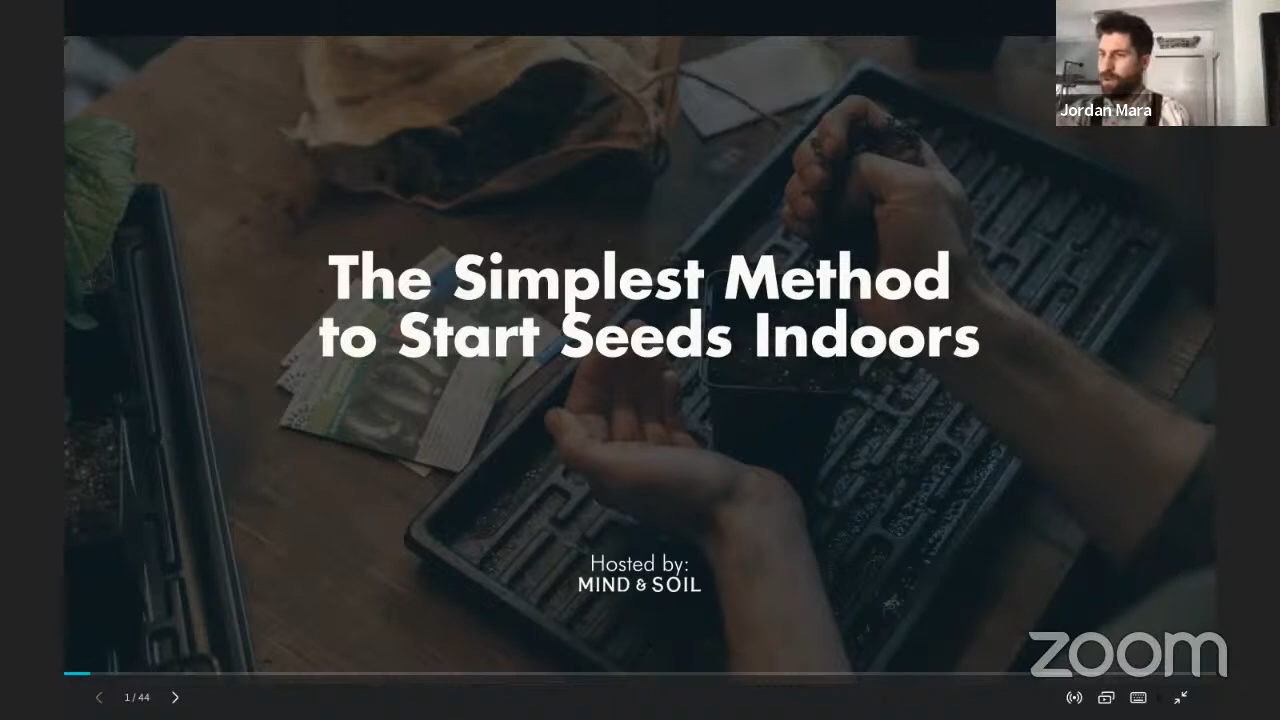 Jordan Mara
The Simplest Method
to Start Seeds Indoors
Hosted by:
MIND & SOIL
zoom
1 / 44